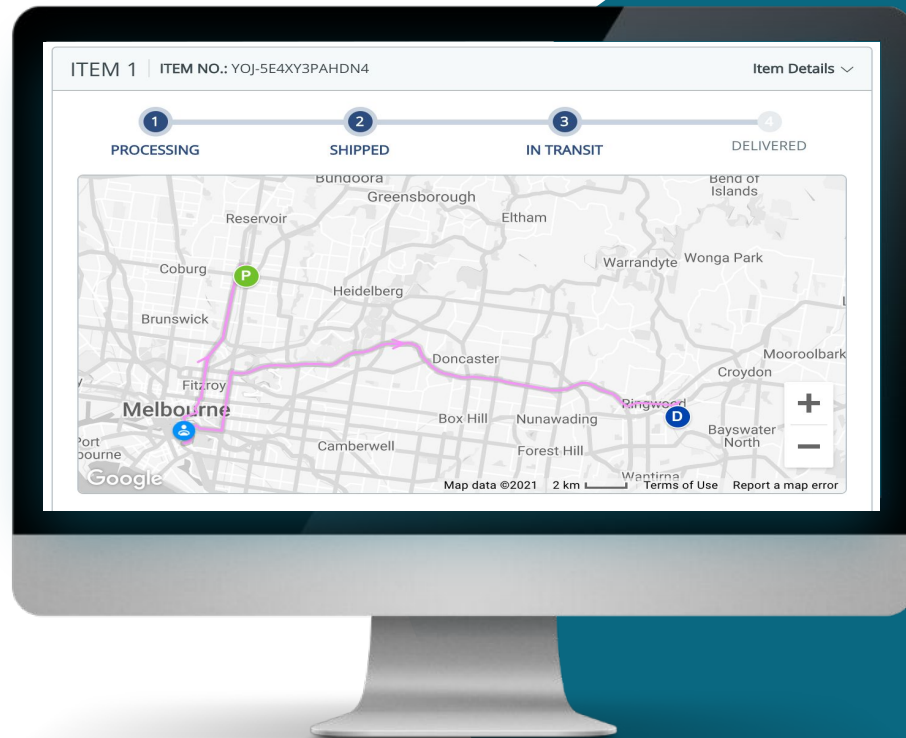 ITEM 1 ITEM NO.: YOJ-5E4XY3PAHDN4 Item Details
1 2 3 4
PROCESSING SHIPPED IN TRANSIT DELIVERED
Bundoora
Bend of
Islands
Greensborough
Reservoir
Eltham
Warrandyte
Wonga Park
Coburg
P
Heidelberg
Brunswick
Doncaster
Mooroolbark
Croydon
Fitzroy
Ringwood
Melbourne
D
Box Hill
Nunawading
Bayswater
North
Port
bourne
Camberwell
Forest Hill
Wantirna
Google
Map data ©2021 2 km Terms of Use Report a map error